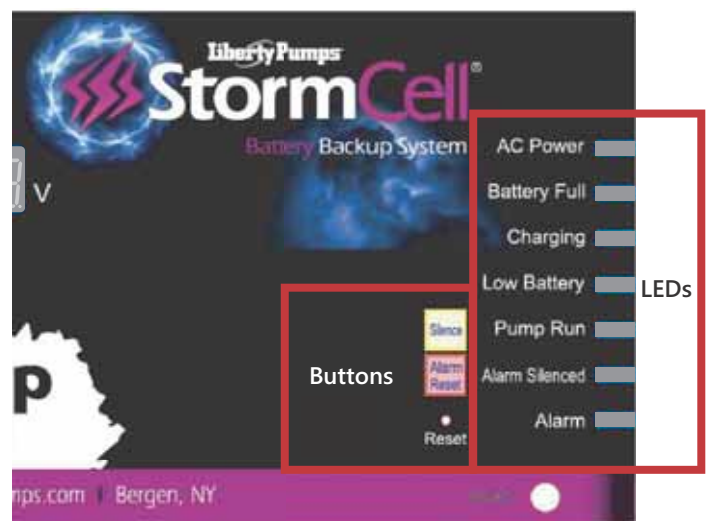 LibertyPumps
StormCell®
Battery Backup System
V
AC Power
Battery Full
Charging
Low Battery
LEDs
Silence
Pump Run
Buttons
Alarm
Reset
Alarm Silenced
Alarm
Reset
p
mps.com | Bergen, NY